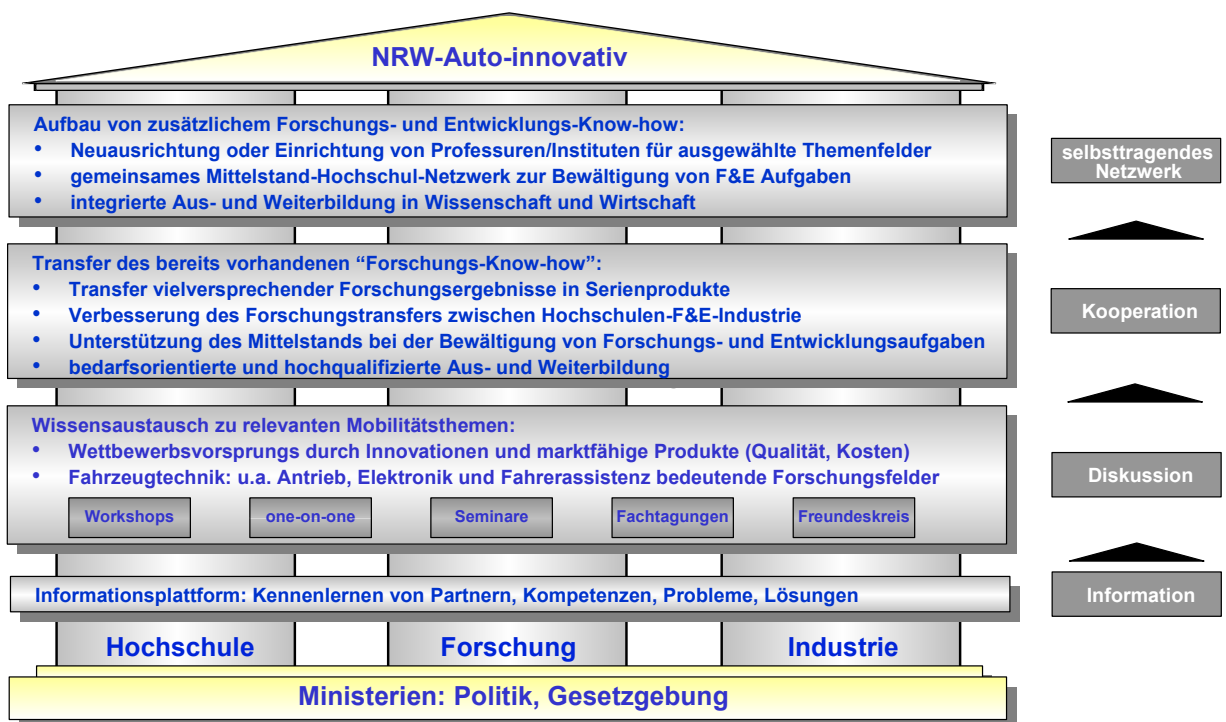 NRW-Auto-innovativ
Aufbau von zusätzlichem Forschungs- und Entwicklungs-Know-how:
• Neuausrichtung oder Einrichtung von Professuren/Instituten für ausgewählte Themenfelder
• gemeinsames Mittelstand-Hochschul-Netzwerk zur Bewältigung von F&E Aufgaben
• integrierte Aus- und Weiterbildung in Wissenschaft und Wirtschaft
selbsttragendes
Netzwerk
Transfer des bereits vorhandenen “Forschungs-Know-how”:
• Transfer vielversprechender Forschungsergebnisse in Serienprodukte
• Verbesserung des Forschungstransfers zwischen Hochschulen-F&E-Industrie
• Unterstützung des Mittelstands bei der Bewältigung von Forschungs- und Entwicklungsaufgaben
• bedarfsorientierte und hochqualifizierte Aus- und Weiterbildung
Kooperation
Wissensaustausch zu relevanten Mobilitätsthemen:
• Wettbewerbsvorsprungs durch Innovationen und marktfähige Produkte (Qualität, Kosten)
• Fahrzeugtechnik: u.a. Antrieb, Elektronik und Fahrerassistenz bedeutende Forschungsfelder
Workshops
one-on-one
Seminare
Fachtagungen
Freundeskreis
Diskussion
Informationsplattform: Kennenlernen von Partnern, Kompetenzen, Probleme, Lösungen
Information
Hochschule
Forschung
Industrie
Ministerien: Politik, Gesetzgebung